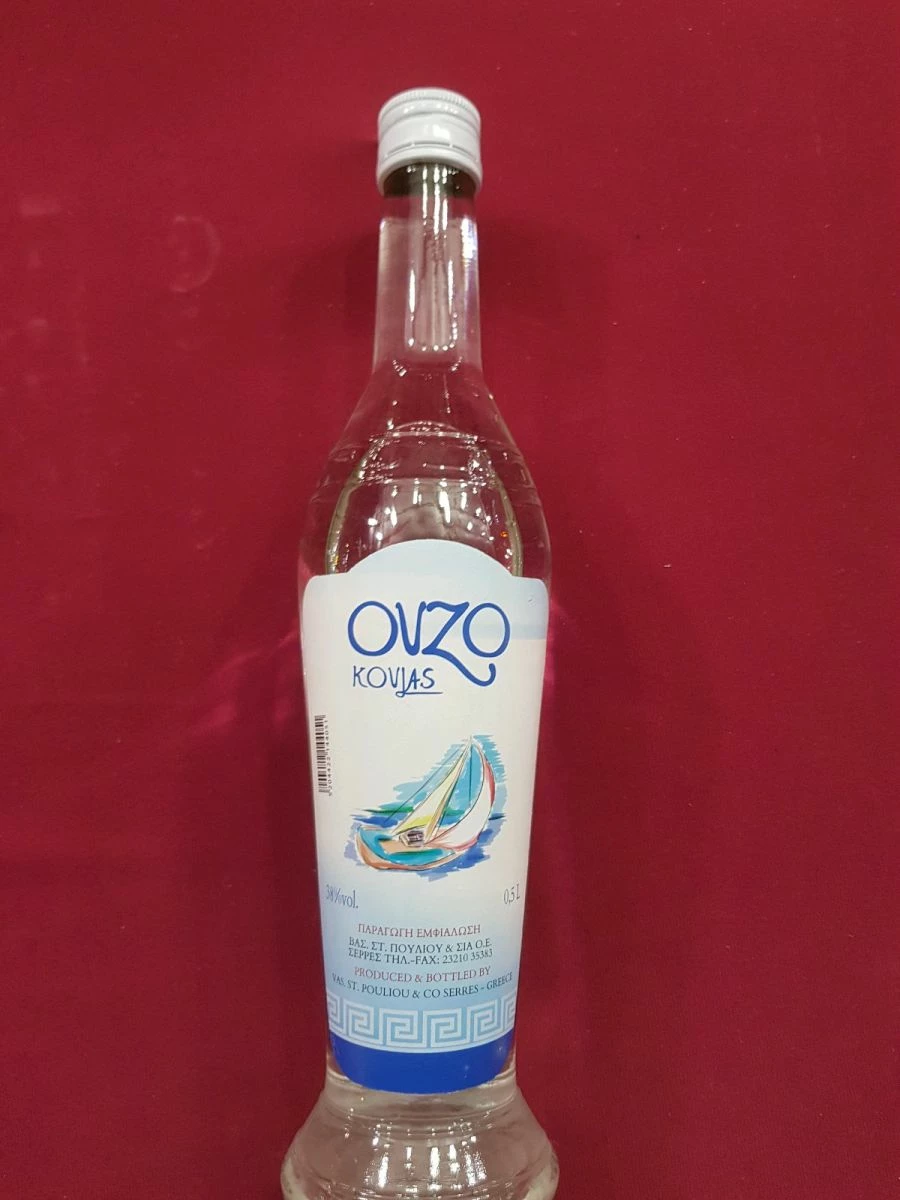 OVZO
KOVJAS
38%vol.
0,5 L
ΠΑΡΑΓΩΓΗ ΕΜΦΙΑΛΩΣΗ
ΒΑΣ. ΣΤ. ΠΟΥΛΙΟΥ & ΣΙΑ Ο.Ε.
ΣΕΡΡΕΣ ΤΗΛ.-FAX: 23210 35383
PRODUCED & BOTTLED BY
VAS. ST. POULIOU & CO SERRES - GREECE